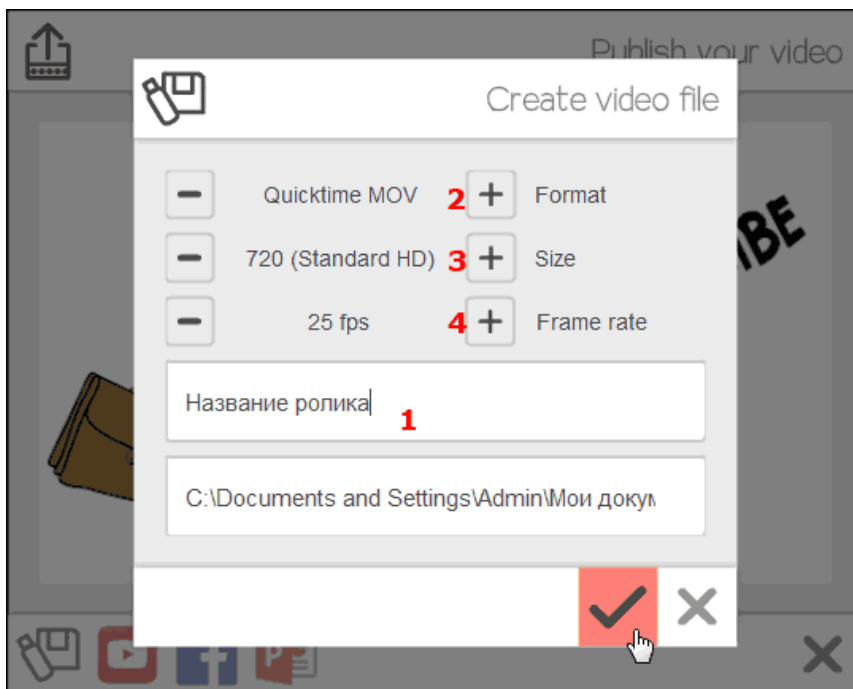 Publish your video
Create video file
Quicktime MOV 2 Format
720 (Standard HD) 3 Size
25 fps 4 Frame rate
Название ролика
1
C:\Documents and Settings\Admin\Мои докум